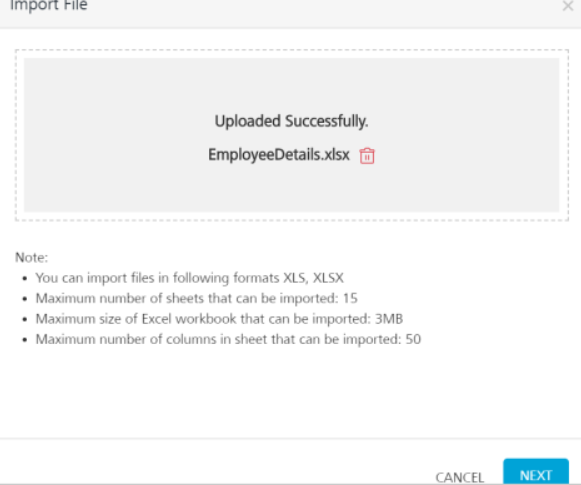 Import File
Uploaded Successfully.
EmployeeDetails.xlsx
Note:
• You can import files in following formats XLS, XLSX
• Maximum number of sheets that can be imported: 15
• Maximum size of Excel workbook that can be imported: 3MB
• Maximum number of columns in sheet that can be imported: 50
CANCEL NEXT